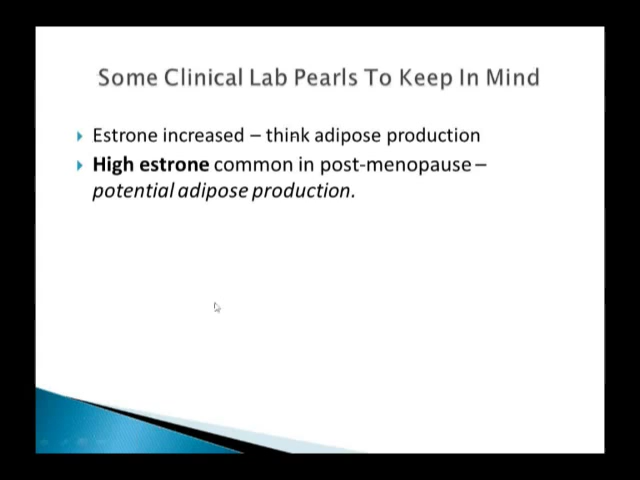 Some Clinical Lab Pearls To Keep In Mind
Estrone increased – think adipose production
High estrone common in post-menopause –
potential adipose production.